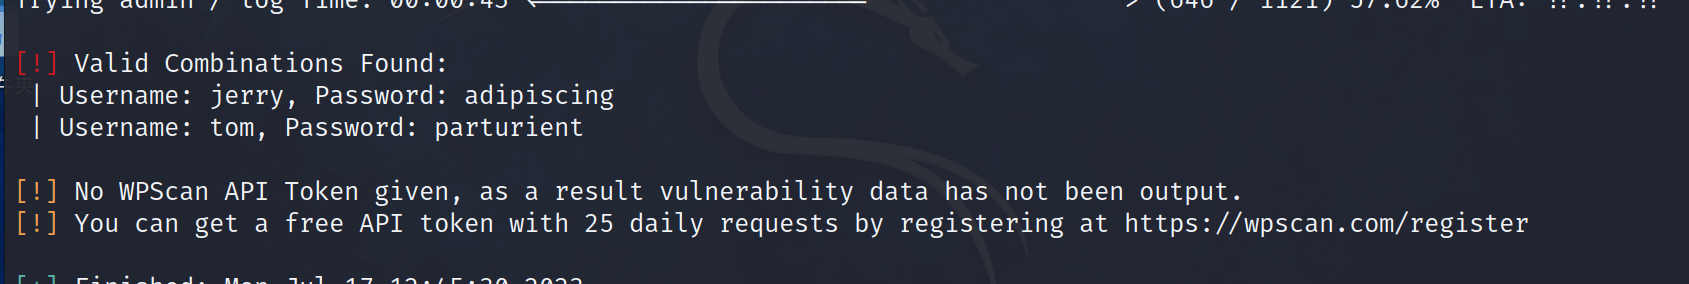 Trying admin / log Time: 00:00:45 <
> (646 / 1121) 57.62% ETA: ??:??:??
[!] Valid Combinations Found:
| Username: jerry, Password: adipiscing
| Username: tom, Password: parturient
[!] No WPScan API Token given, as a result vulnerability data has not been output.
[!] You can get a free API token with 25 daily requests by registering at https://wpscan.com/register
[+] Finished: Mon Jul 17 12:45:30 2023